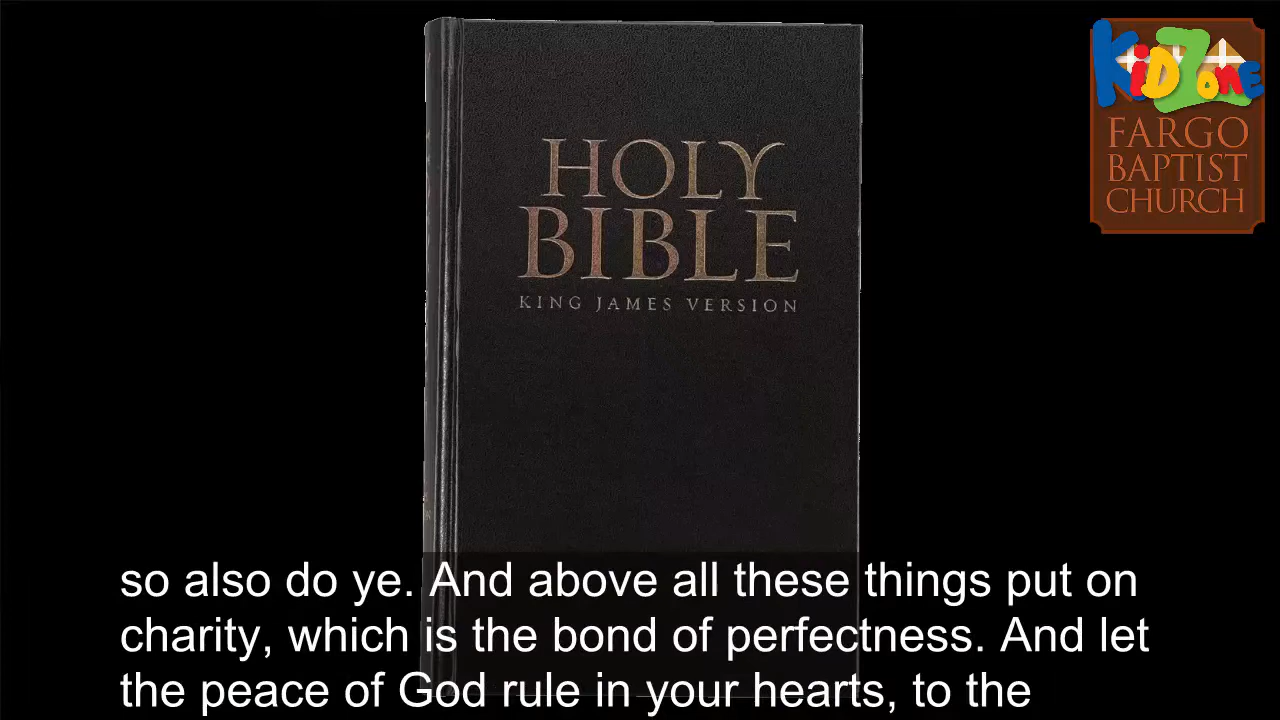 HOLY
BIBLE
KING JAMES VERSION
KidZone
FARGO
BAPTIST
CHURCH
so also do ye. And above all these things put on
charity, which is the bond of perfectness. And let
the peace of God rule in your hearts, to the